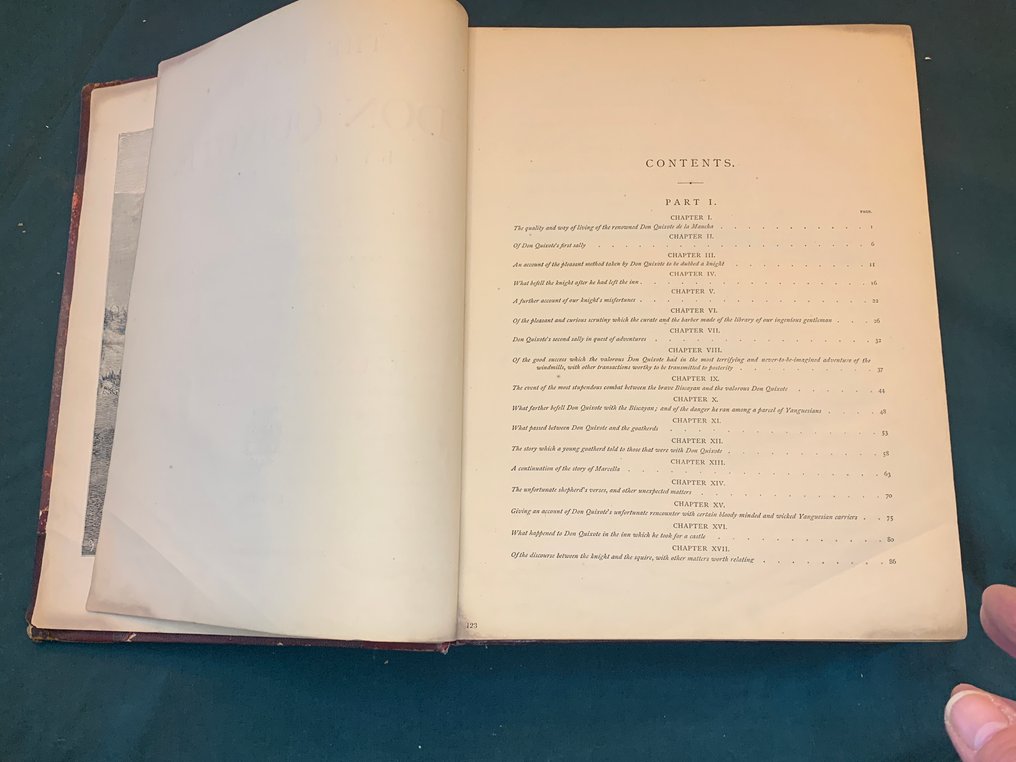 CONTENTS.
PART I.
PAGE.
CHAPTER I.
The quality and way of living of the renowned Don Quixote de la Mancha . . . . . . . . 1
CHAPTER II.
Of Don Quixote's first sally . . . . . . . . . . . . . 6
CHAPTER III.
An account of the pleasant method taken by Don Quixote to be dubbed a knight . . . . . . . . 11
CHAPTER IV.
What befell the knight after he had left the inn . . . . . . . . . . . . 16
CHAPTER V.
A further account of our knight's misfortunes . . . . . . . . . . . . 22
CHAPTER VI.
Of the pleasant and curious scrutiny which the curate and the barber made of the library of our ingenious gentleman . . . 26
CHAPTER VII.
Don Quixote's second sally in quest of adventures . . . . . . . . . . . 32
CHAPTER VIII.
Of the good success which the valorous Don Quixote had in the most terrifying and never-to-be-imagined adventure of the
windmills, with other transactions worthy to be transmitted to posterity . . . . . . . 37
CHAPTER IX.
The event of the most stupendous combat between the brave Biscayan and the valorous Don Quixote . . . . . 44
CHAPTER X.
What farther befell Don Quixote with the Biscayan; and of the danger he ran among a parcel of Yanguesians . . . . 48
CHAPTER XI.
What passed between Don Quixote and the goatherds . . . . . . . . . . . 53
CHAPTER XII.
The story which a young goatherd told to those that were with Don Quixote . . . . . . . . 58
CHAPTER XIII.
A continuation of the story of Marcella . . . . . . . . . . . . 63
CHAPTER XIV.
The unfortunate shepherd's verses, and other unexpected matters . . . . . . . . . . 70
CHAPTER XV.
Giving an account of Don Quixote's unfortunate rencounter with certain bloody-minded and wicked Yanguesian carriers . . . 75
CHAPTER XVI.
What happened to Don Quixote in the inn which he took for a castle . . . . . . . . . 80
CHAPTER XVII.
Of the discourse between the knight and the squire, with other matters worth relating . . . . . . . . 86
123